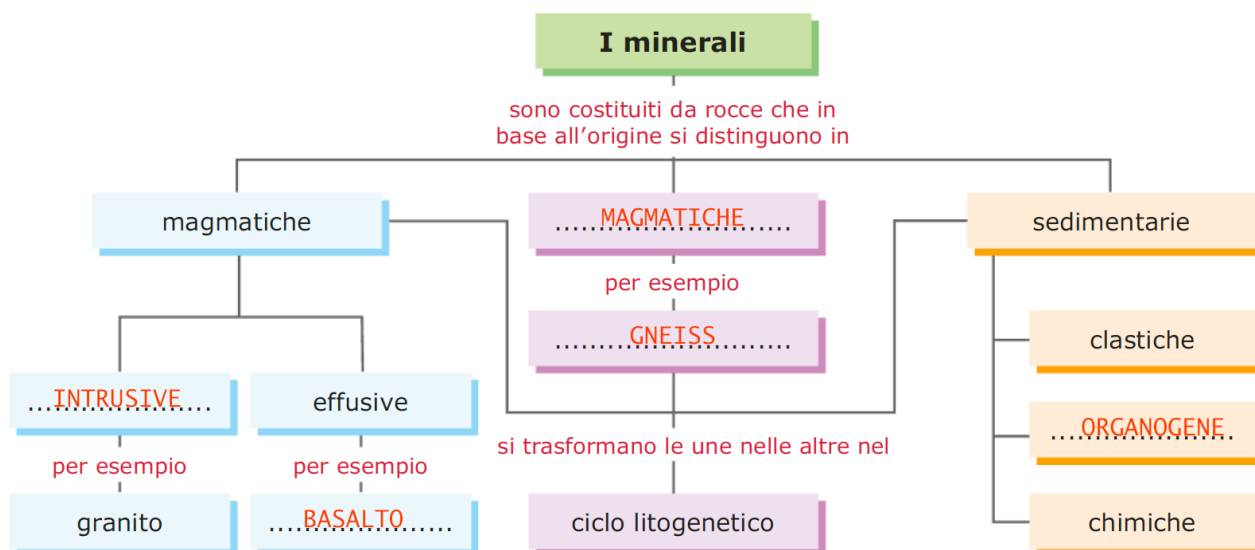 I minerali
sono costituiti da rocce che in
base all'origine si distinguono in
magmatiche
MAGMATICHE
sedimentarie
per esempio
GNEISS
clastiche
INTRUSIVE
effusive
ORGANOGENE
si trasformano le une nelle altre nel
per esempio
per esempio
granito
BASALTO
ciclo litogenetico
chimiche